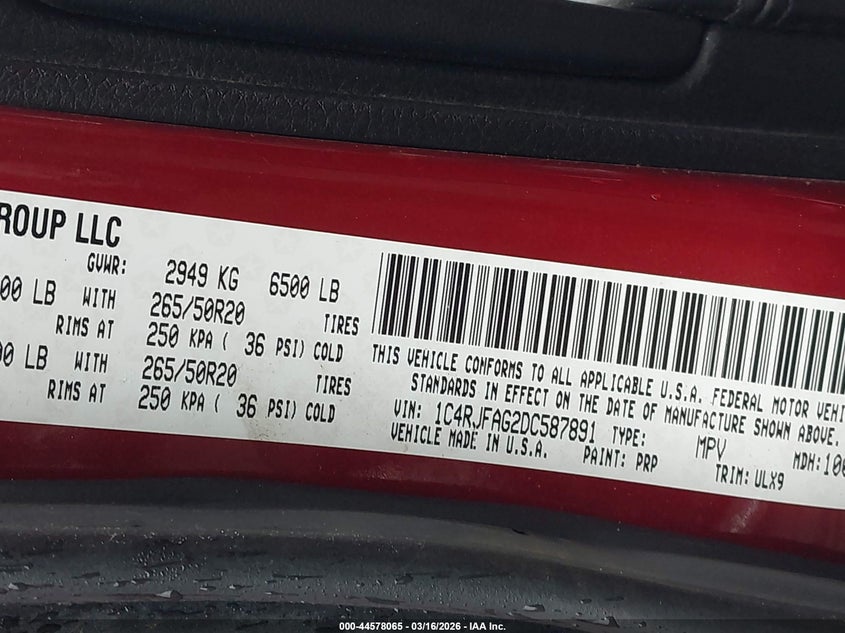 ROUP LLC
GVWR: 2949 KG 6500 LB
00 LB WITH 265/50R20 TIRES
RIMS AT 250 KPA ( 36 PSI) COLD
00 LB WITH 265/50R20 TIRES
RIMS AT 250 KPA ( 36 PSI) COLD
THIS VEHICLE CONFORMS TO ALL APPLICABLE U.S.A. FEDERAL MOTOR VEHI
STANDARDS IN EFFECT ON THE DATE OF MANUFACTURE SHOWN ABOVE.
VIN: 1C4RJFAG2DC587891 TYPE: MPV MDH:100
VEHICLE MADE IN U.S.A. PAINT: PRP TRIM: ULX9
000-44578065 - 03/16/2026 - IAA Inc.